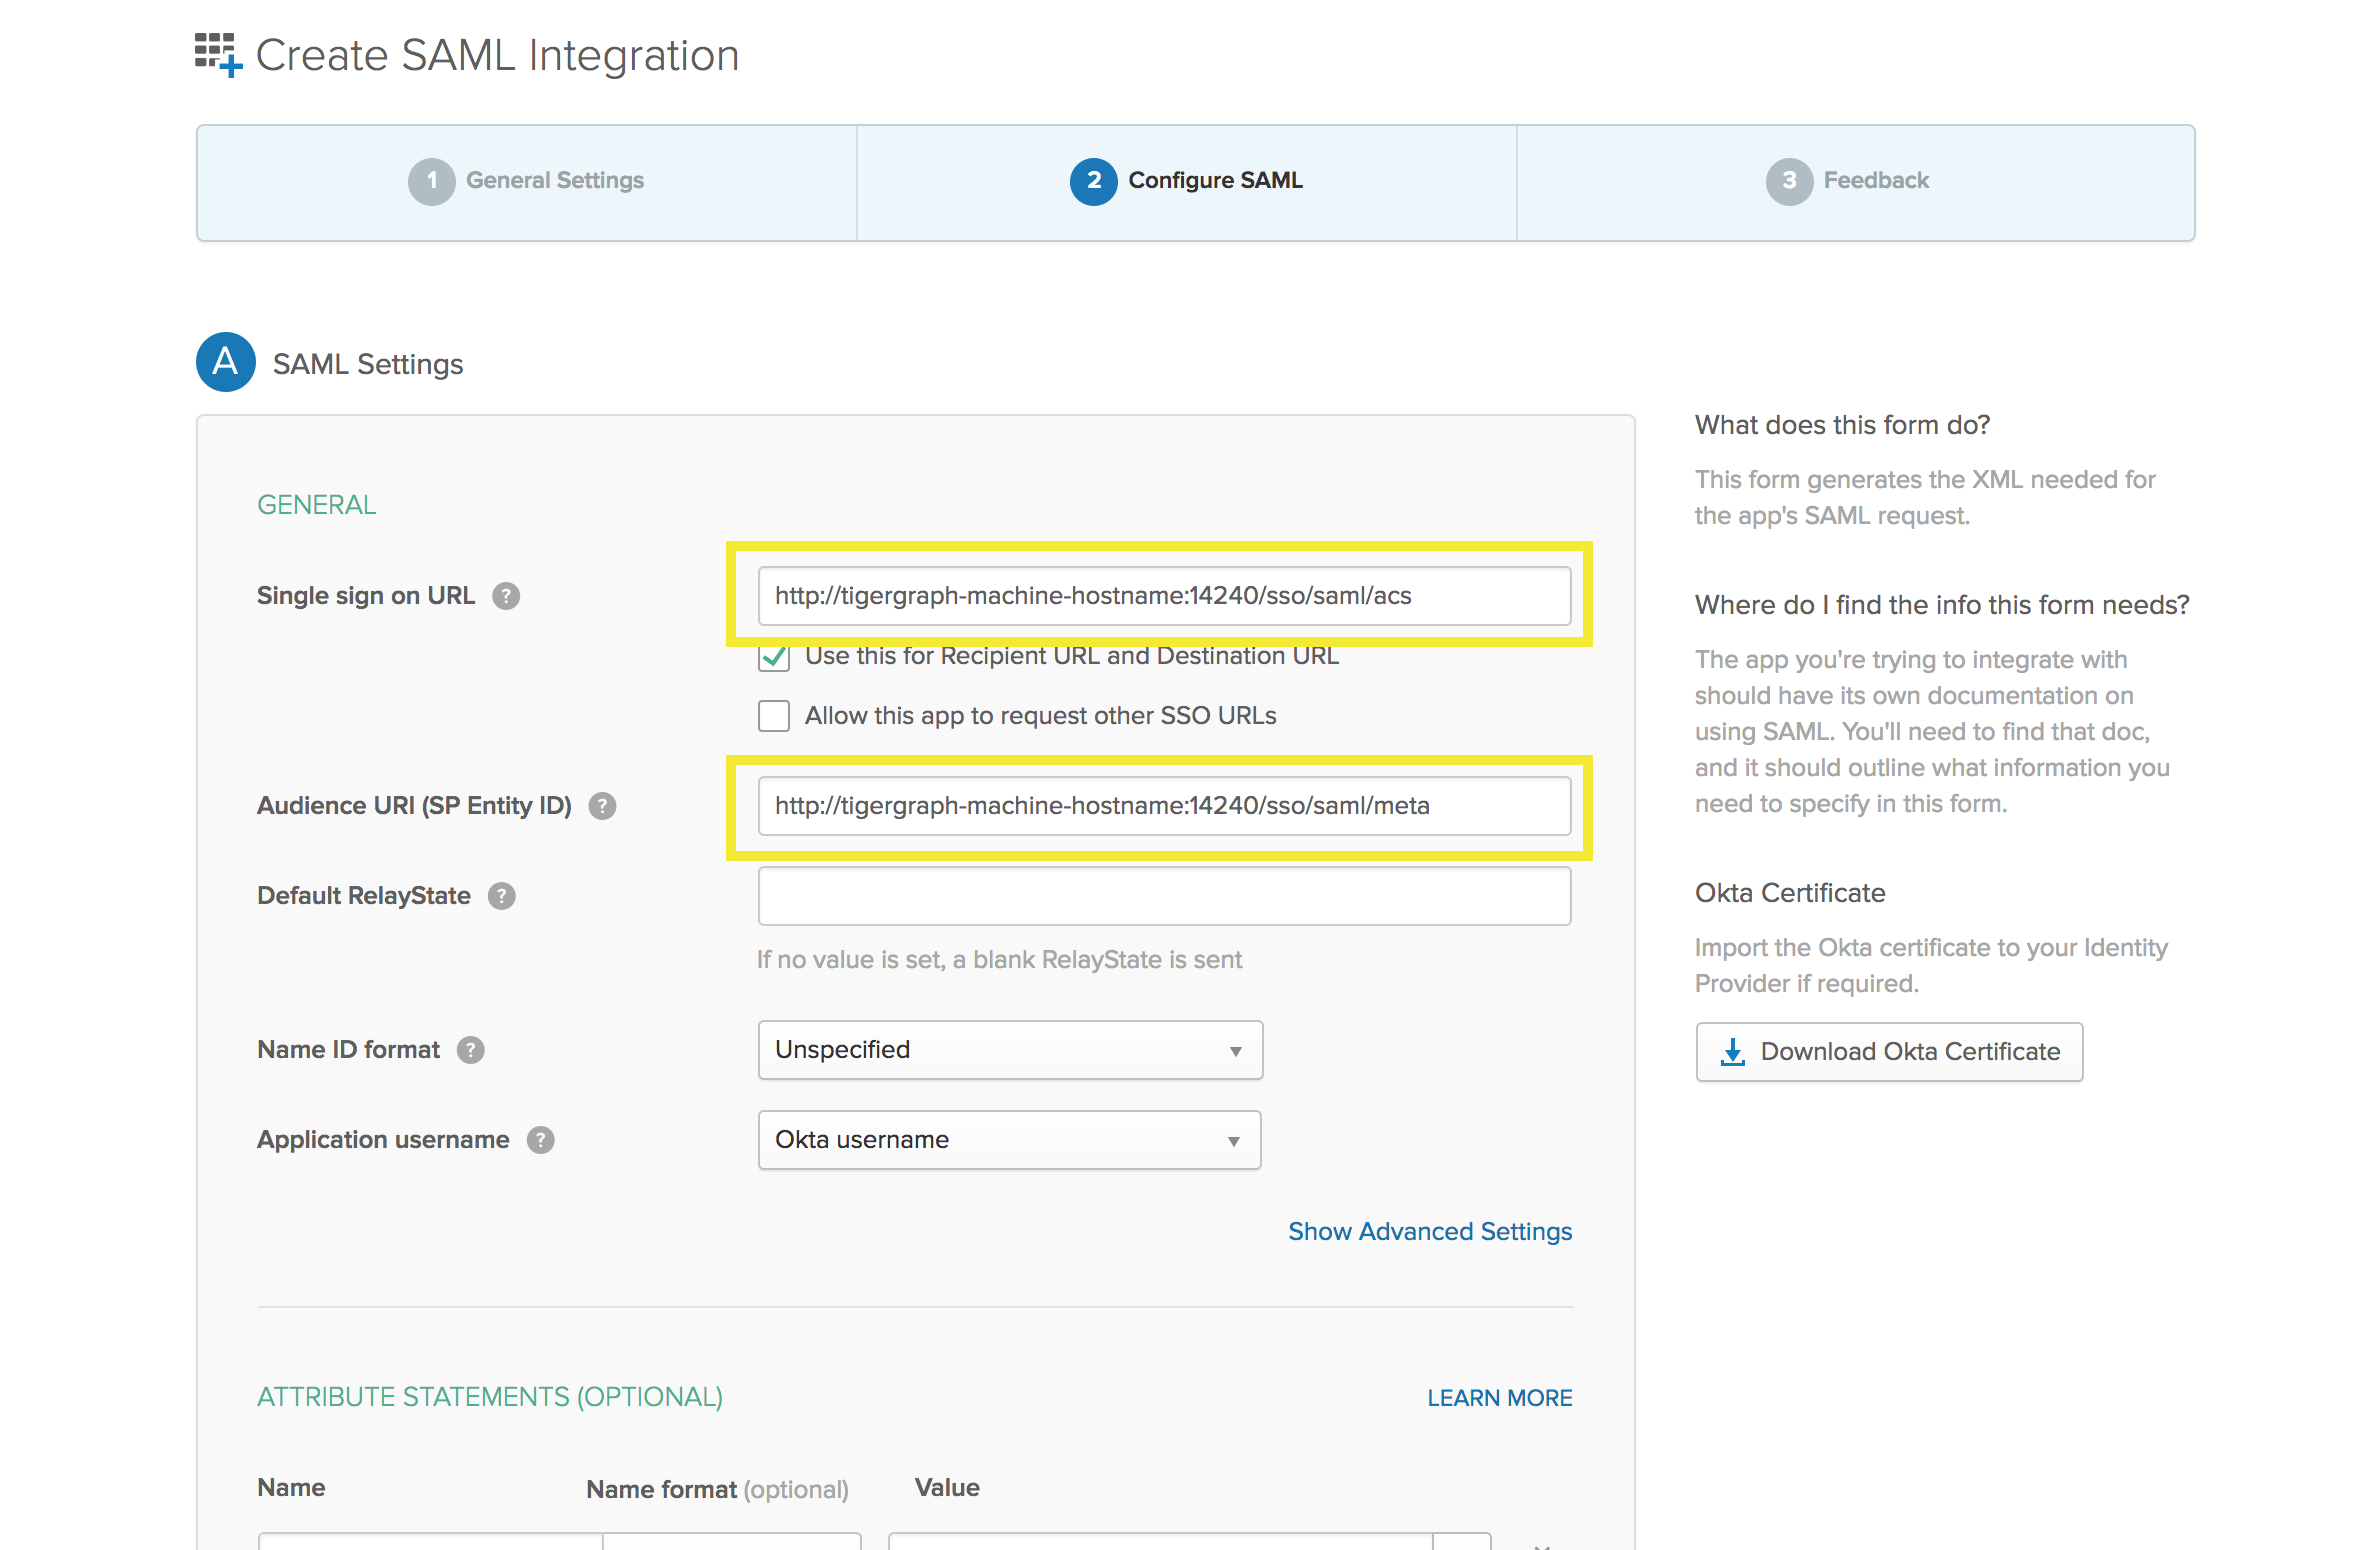 Create SAML Integration
1 General Settings
2 Configure SAML
3 Feedback
A SAML Settings
GENERAL
Single sign on URL ?
http://tigergraph-machine-hostname:14240/sso/saml/acs
Use this for Recipient URL and Destination URL
Allow this app to request other SSO URLs
Audience URI (SP Entity ID) ?
http://tigergraph-machine-hostname:14240/sso/saml/meta
Default RelayState ?
If no value is set, a blank RelayState is sent
Name ID format ?
Unspecified
Application username ?
Okta username
Show Advanced Settings
ATTRIBUTE STATEMENTS (OPTIONAL)
LEARN MORE
Name
Name format (optional)
Value
What does this form do?
This form generates the XML needed for
the app's SAML request.
Where do I find the info this form needs?
The app you're trying to integrate with
should have its own documentation on
using SAML. You'll need to find that doc,
and it should outline what information you
need to specify in this form.
Okta Certificate
Import the Okta certificate to your Identity
Provider if required.
Download Okta Certificate